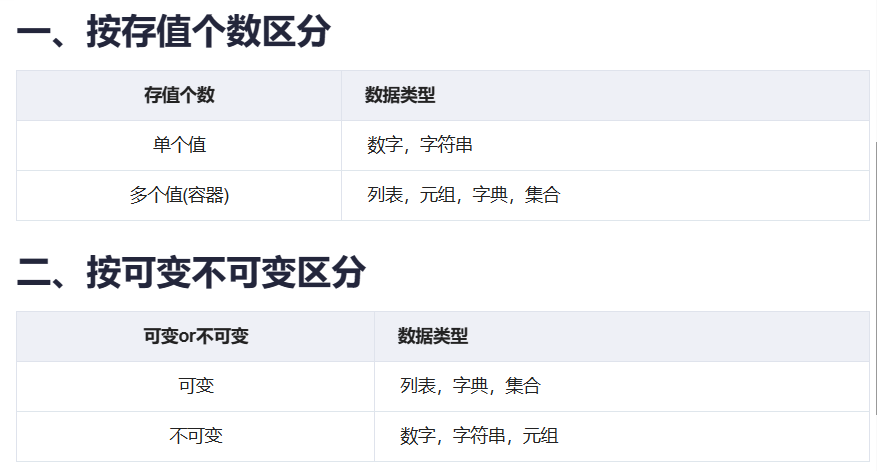 一、按存值个数区分
存值个数 数据类型
单个值 数字，字符串
多个值(容器) 列表，元组，字典，集合
二、按可变不可变区分
可变or不可变 数据类型
可变 列表，字典，集合
不可变 数字，字符串，元组